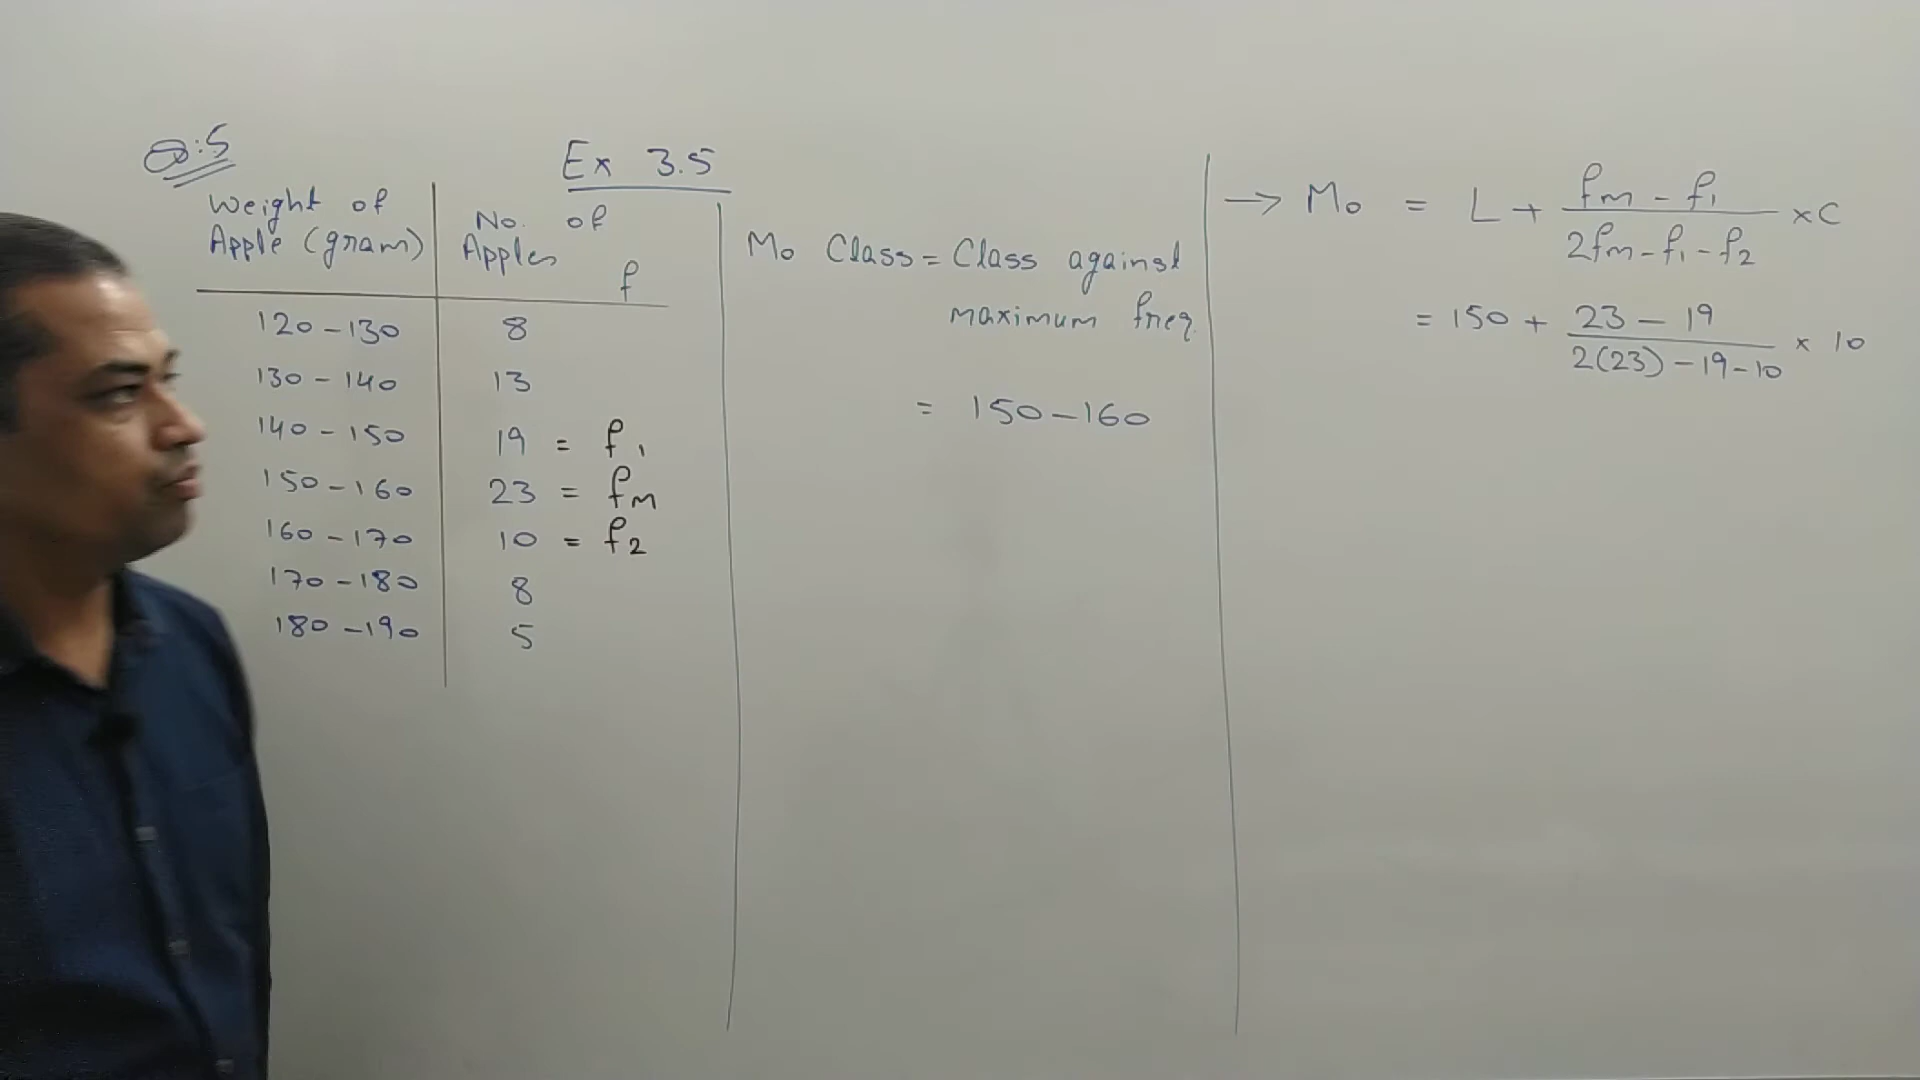 Q:5
Ex 3.5
Weight of
Apple (gram)
No. of
Apples
f
120-130 8
130-140 13
140-150 19 = f₁
150-160 23 = fm
160-170 10 = f₂
170-180 8
180-190 5
Mo Class = Class against
maximum freq.
= 150-160
→ Mo = L + (fm - f₁)/(2fm - f₁ - f₂) × C
= 150 + (23 - 19)/(2(23) - 19 - 10) × 10